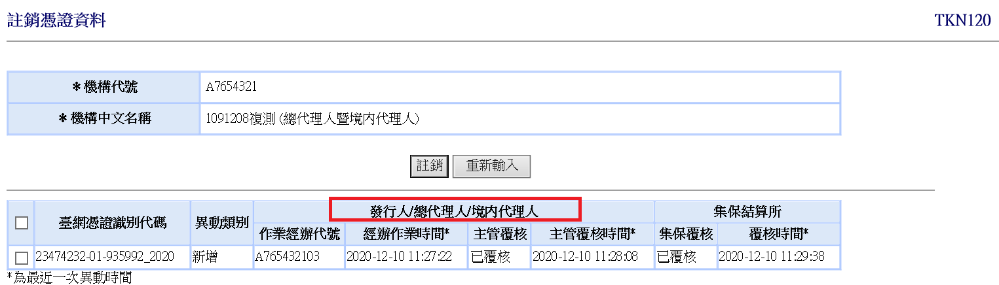 註銷憑證資料 TKN120
*機構代號 A7654321
*機構中文名稱 1091208複測(總代理人暨境內代理人)
註銷 重新輸入
臺網憑證識別代碼 異動類別 發行人/總代理人/境內代理人 集保結算所
作業經辦代號 經辦作業時間* 主管覆核 主管覆核時間* 集保覆核 覆核時間*
23474232-01-935992_2020 新增 A765432103 2020-12-10 11:27:22 已覆核 2020-12-10 11:28:08 已覆核 2020-12-10 11:29:38
*為最近一次異動時間